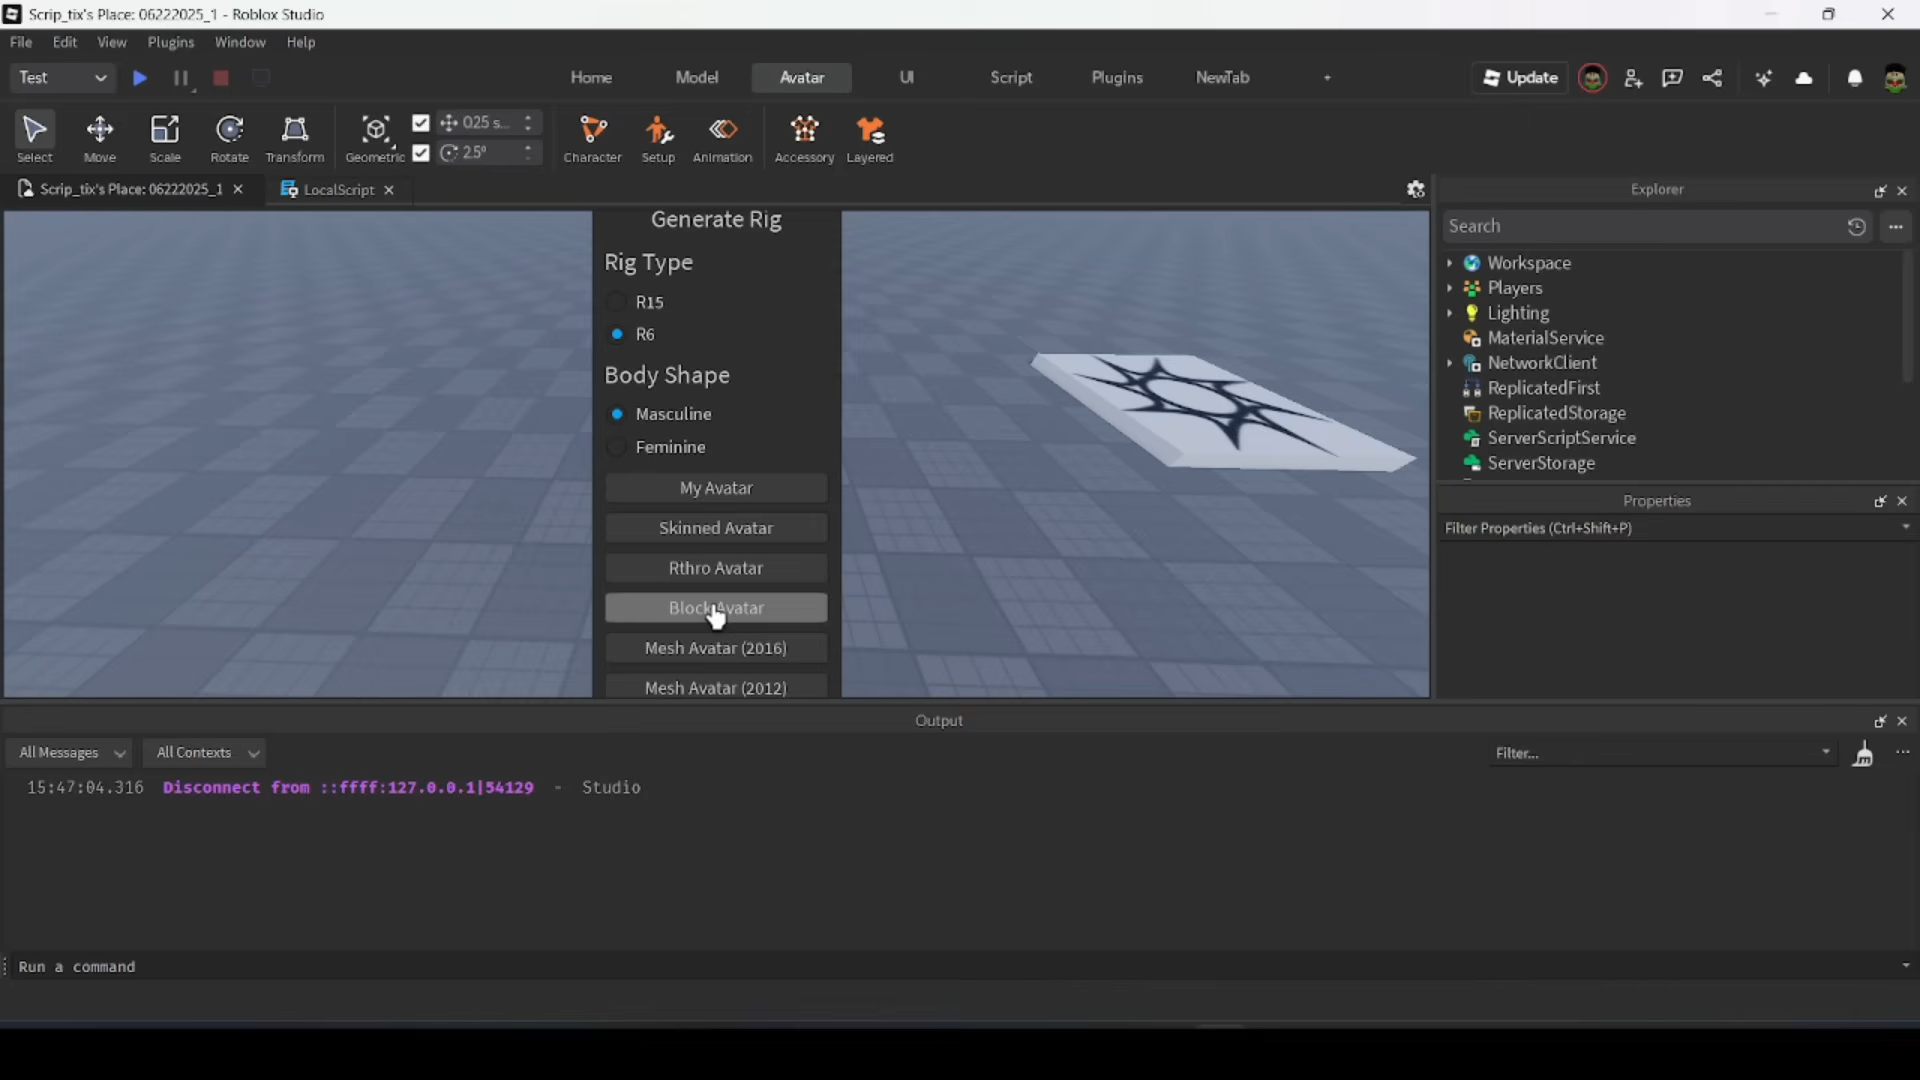 Scrip_tix's Place: 06222025_1 - Roblox Studio
File Edit View Plugins Window Help
Test Home Model Avatar UI Script Plugins NewTab + Update
Select Move Scale Rotate Transform Geometric Character Setup Animation Accessory Layered
0.25 s...
2.5°
Scrip_tix's Place: 06222025_1 LocalScript
Generate Rig
Rig Type
R15
R6
Body Shape
Masculine
Feminine
My Avatar
Skinned Avatar
Rthro Avatar
Block Avatar
Mesh Avatar (2016)
Mesh Avatar (2012)
Explorer
Search
Workspace
Players
Lighting
MaterialService
NetworkClient
ReplicatedFirst
ReplicatedStorage
ServerScriptService
ServerStorage
Properties
Filter Properties (Ctrl+Shift+P)
Output
All Messages All Contexts Filter...
15:47:04.316 Disconnect from ::ffff:127.0.0.1|54129 - Studio
Run a command